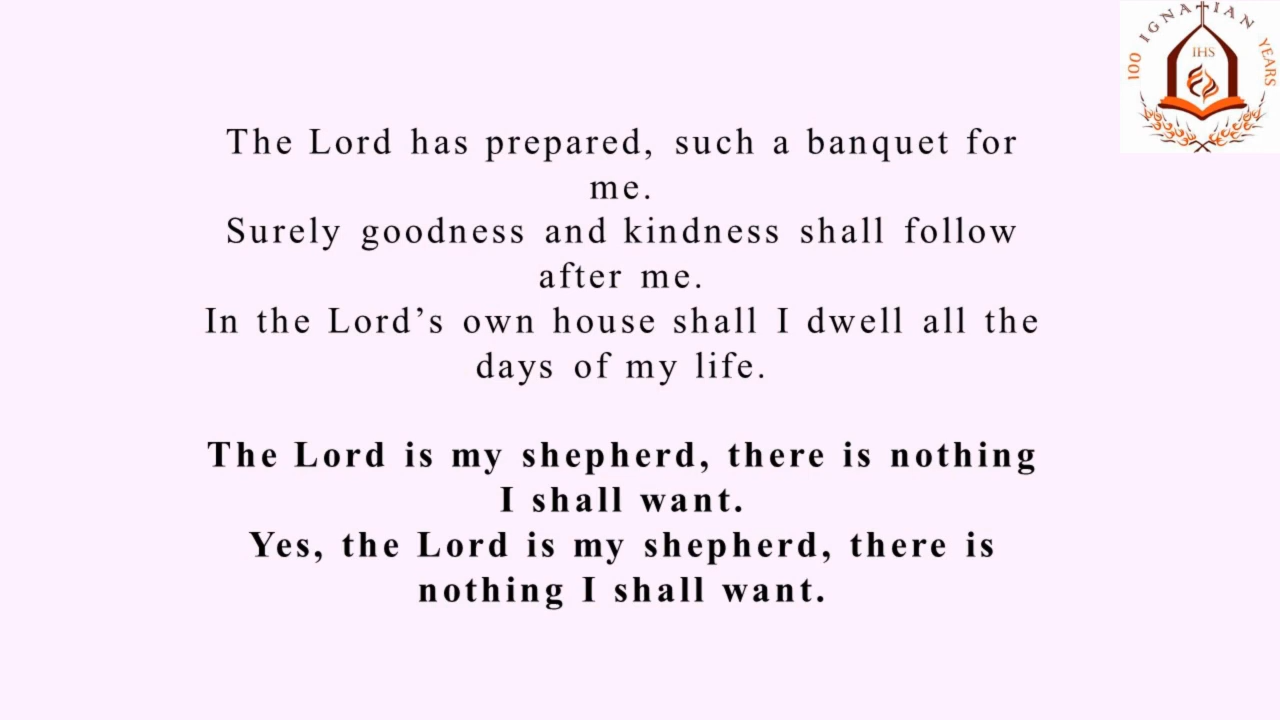 100 IGNATIAN YEARS
IHS
The Lord has prepared, such a banquet for
me.
Surely goodness and kindness shall follow
after me.
In the Lord’s own house shall I dwell all the
days of my life.
The Lord is my shepherd, there is nothing
I shall want.
Yes, the Lord is my shepherd, there is
nothing I shall want.